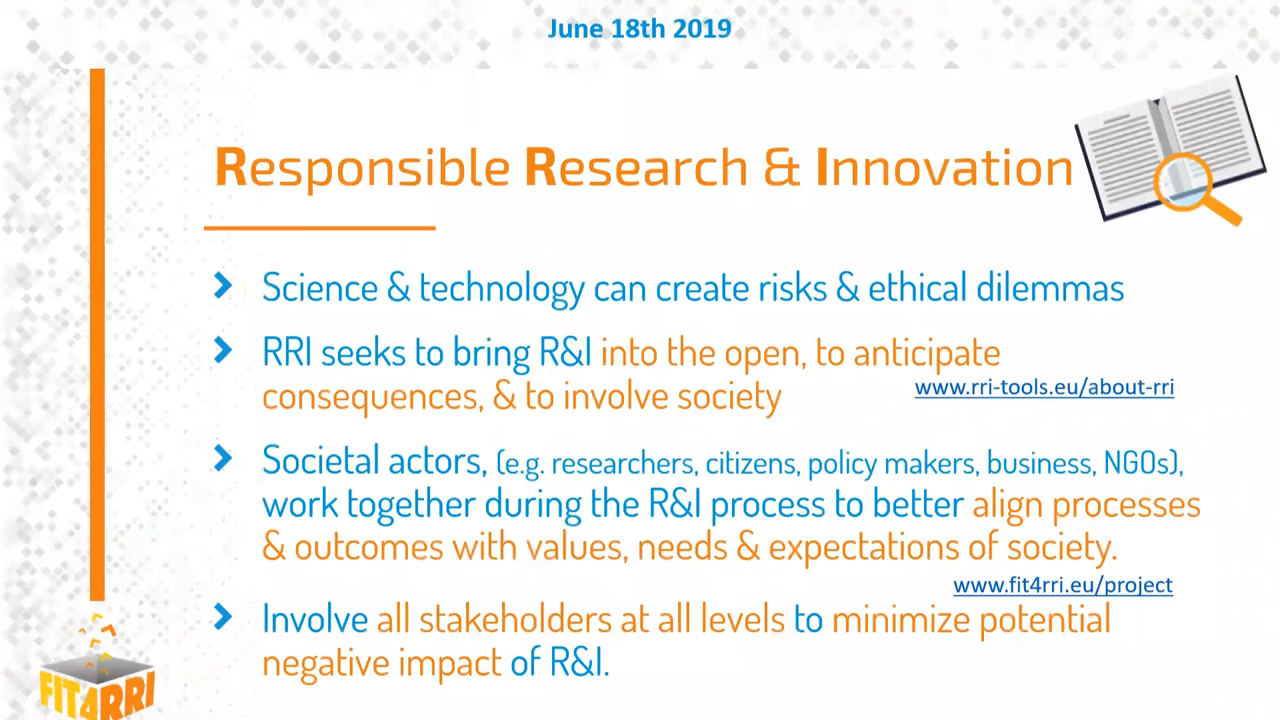 June 18th 2019
Responsible Research & Innovation
Science & technology can create risks & ethical dilemmas
RRI seeks to bring R&I into the open, to anticipate
consequences, & to involve society
www.rri-tools.eu/about-rri
Societal actors, (e.g. researchers, citizens, policy makers, business, NGOs),
work together during the R&I process to better align processes
& outcomes with values, needs & expectations of society.
www.fit4rri.eu/project
Involve all stakeholders at all levels to minimize potential
negative impact of R&I.
FIT4RRI